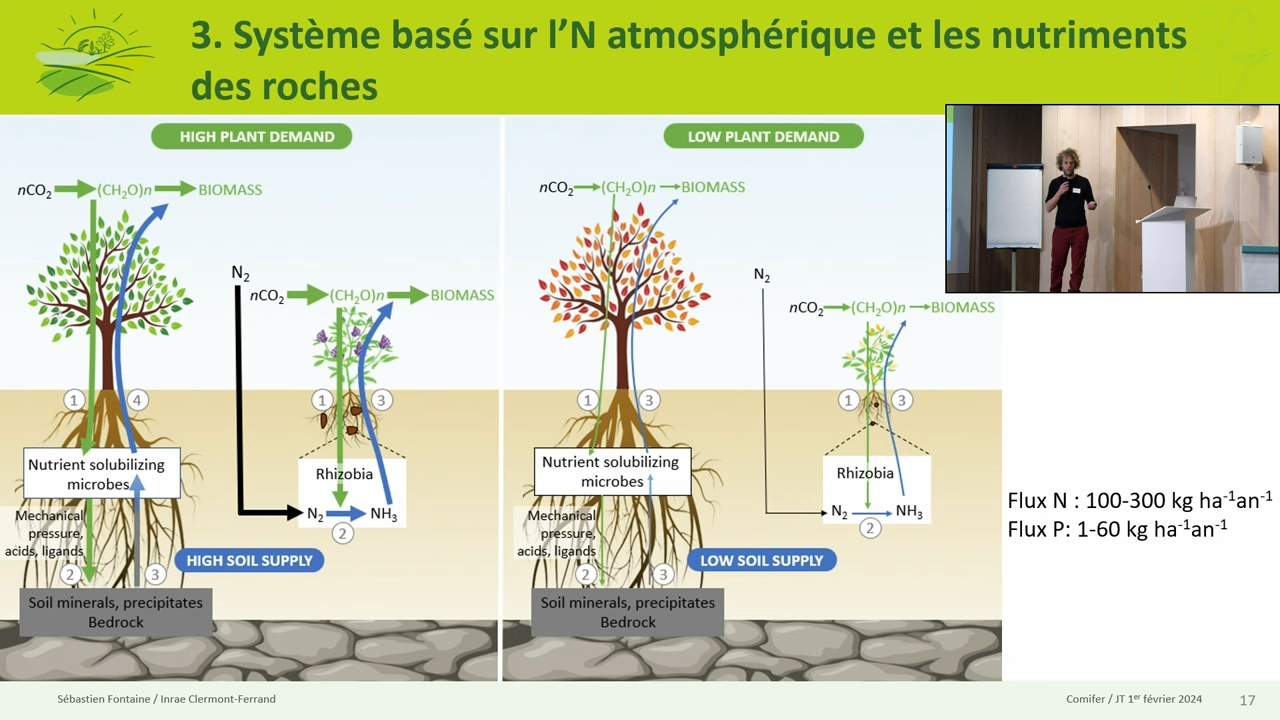 3. Système basé sur l’N atmosphérique et les nutriments
des roches
HIGH PLANT DEMAND
nCO2
(CH2O)n
BIOMASS
N2
nCO2
(CH2O)n
BIOMASS
1
4
1
3
Nutrient solubilizing
microbes
Rhizobia
N2
NH3
2
Mechanical
pressure,
acids, ligands
2
3
HIGH SOIL SUPPLY
Soil minerals, precipitates
Bedrock
LOW PLANT DEMAND
nCO2
(CH2O)n
BIOMASS
N2
nCO2
(CH2O)n
BIOMASS
1
3
1
3
Nutrient solubilizing
microbes
Rhizobia
N2
NH3
2
Mechanical
pressure,
acids, ligands
2
3
LOW SOIL SUPPLY
Soil minerals, precipitates
Bedrock
Flux N : 100-300 kg ha-1an-1
Flux P: 1-60 kg ha-1an-1
Sébastien Fontaine / Inrae Clermont-Ferrand
Comifer / JT 1er février 2024
17